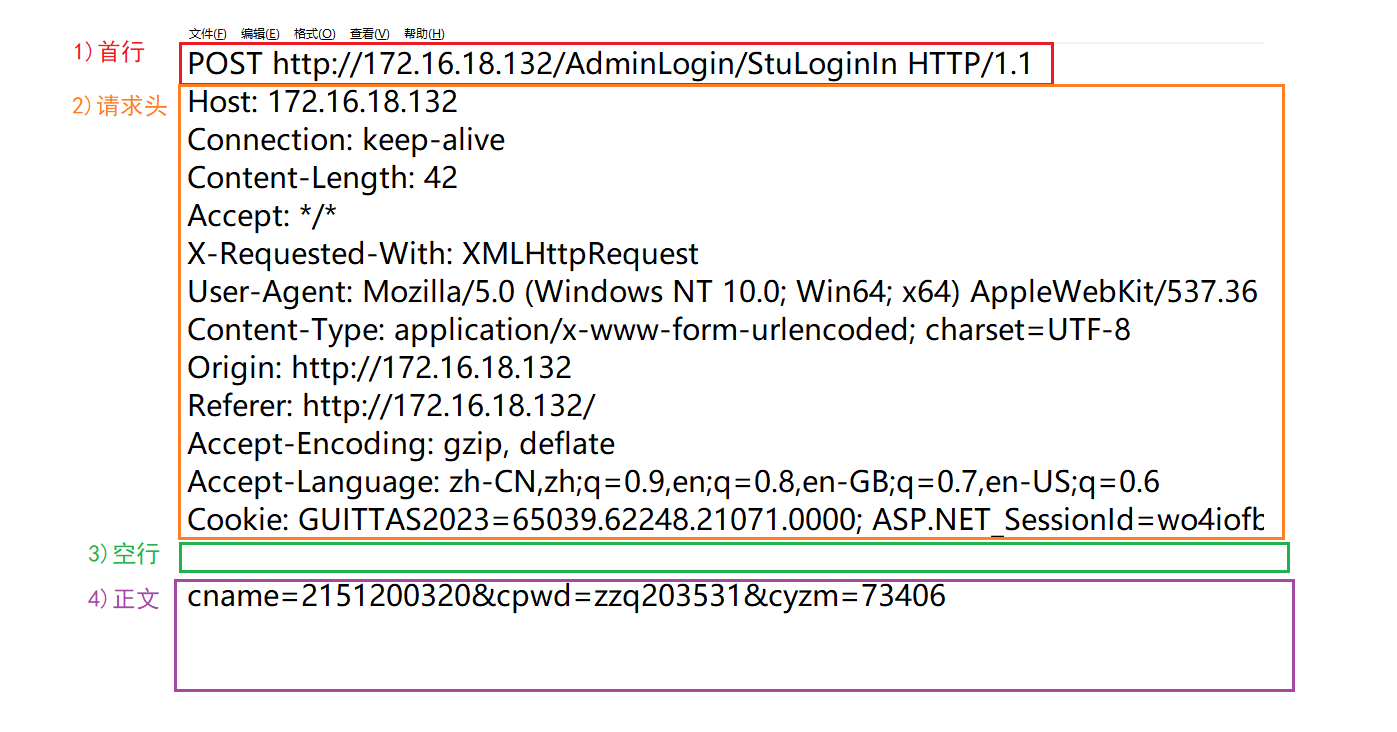 文件(F) 编辑(E) 格式(O) 查看(V) 帮助(H)
1)首行
POST http://172.16.18.132/AdminLogin/StuLoginIn HTTP/1.1
2)请求头
Host: 172.16.18.132
Connection: keep-alive
Content-Length: 42
Accept: */*
X-Requested-With: XMLHttpRequest
User-Agent: Mozilla/5.0 (Windows NT 10.0; Win64; x64) AppleWebKit/537.36
Content-Type: application/x-www-form-urlencoded; charset=UTF-8
Origin: http://172.16.18.132
Referer: http://172.16.18.132/
Accept-Encoding: gzip, deflate
Accept-Language: zh-CN,zh;q=0.9,en;q=0.8,en-GB;q=0.7,en-US;q=0.6
Cookie: GUITTAS2023=65039.62248.21071.0000; ASP.NET_SessionId=wo4iofb
3)空行
4)正文
cname=2151200320&cpwd=zzq203531&cyzm=73406